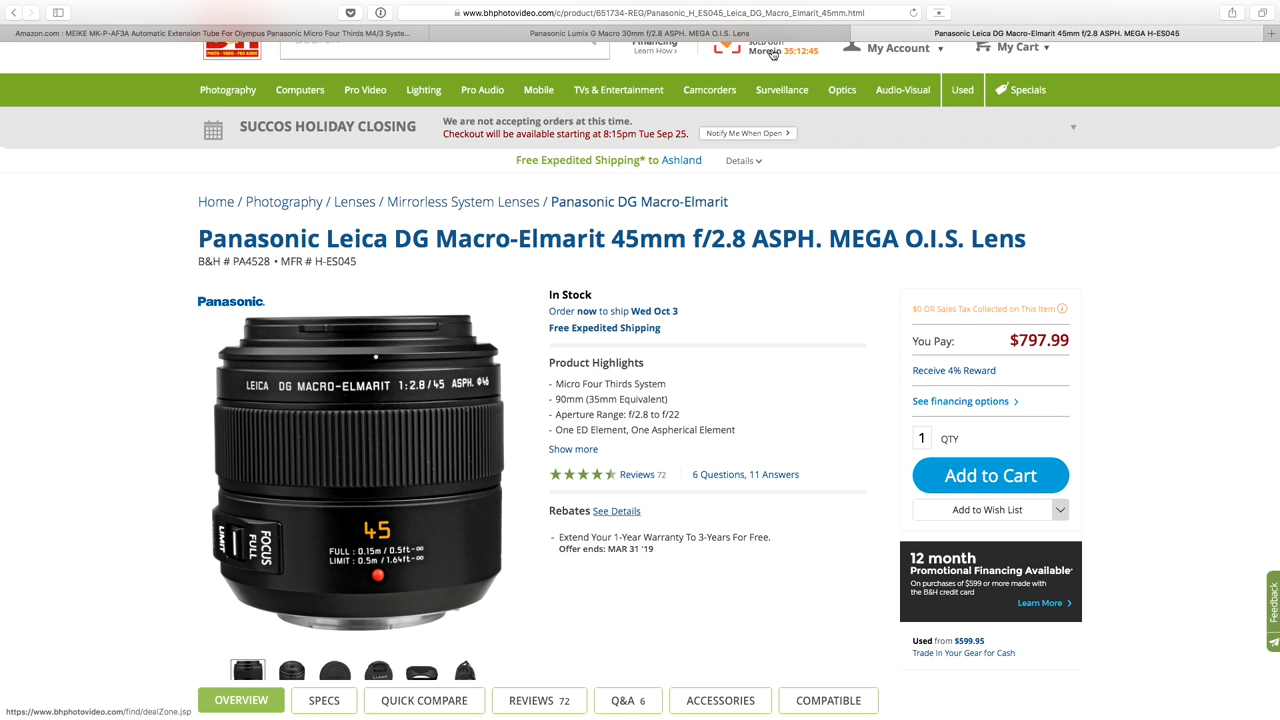 www.bhphotovideo.com/c/product/651734-REG/Panasonic_H_ES045_Leica_DG_Macro_Elmarit_45mm.html
Amazon.com : MEIKE MK-P-AF3A Automatic Extension Tube For Olympus Panasonic Micro Four Thirds M4/3 Syste...
Panasonic Lumix G Macro 30mm f/2.8 ASPH. MEGA O.I.S. Lens
Panasonic Leica DG Macro-Elmarit 45mm f/2.8 ASPH. MEGA H-ES045
PHOTO • VIDEO • PRO AUDIO
Learn How ›
35:12:45
My Account
My Cart
Photography
Computers
Pro Video
Lighting
Pro Audio
Mobile
TVs & Entertainment
Camcorders
Surveillance
Optics
Audio-Visual
Used
Specials
SUCCOS HOLIDAY CLOSING
We are not accepting orders at this time.
Checkout will be available starting at 8:15pm Tue Sep 25.
Notify Me When Open >
Free Expedited Shipping* to Ashland
Details
Home / Photography / Lenses / Mirrorless System Lenses / Panasonic DG Macro-Elmarit
Panasonic Leica DG Macro-Elmarit 45mm f/2.8 ASPH. MEGA O.I.S. Lens
B&H # PA4528 • MFR # H-ES045
Panasonic
LEICA DG MACRO-ELMARIT 1:2.8/45 ASPH. Φ46
45
FULL : 0.15m / 0.5ft-∞
LIMIT : 0.5m / 1.64ft-∞
FOCUS
FULL
LIMIT
In Stock
Order now to ship Wed Oct 3
Free Expedited Shipping
Product Highlights
- Micro Four Thirds System
- 90mm (35mm Equivalent)
- Aperture Range: f/2.8 to f/22
- One ED Element, One Aspherical Element
Show more
Reviews 72
6 Questions, 11 Answers
Rebates See Details
- Extend Your 1-Year Warranty To 3-Years For Free.
Offer ends: MAR 31 '19
$0 OR Sales Tax Collected on This Item
You Pay: $797.99
Receive 4% Reward
See financing options >
1 QTY
Add to Cart
Add to Wish List
12 month
Promotional Financing Available*
On purchases of $599 or more made with
the B&H credit card
Learn More >
Used from $599.95
Trade In Your Gear for Cash
Feedback
OVERVIEW
SPECS
QUICK COMPARE
REVIEWS 72
Q&A 6
ACCESSORIES
COMPATIBLE
https://www.bhphotovideo.com/find/dealZone.jsp